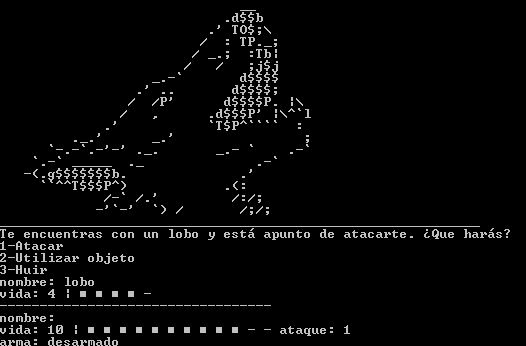 Te encuentras con un lobo y está apunto de atacarte. ¿Que harás?
1-Atacar
2-Utilizar objeto
3-Huir
nombre: lobo
vida: 4 ¦ ■ ■ ■ ■ -
nombre:
vida: 10 ¦ ■ ■ ■ ■ ■ ■ ■ ■ ■ ■ - - ataque: 1
arma: desarmado